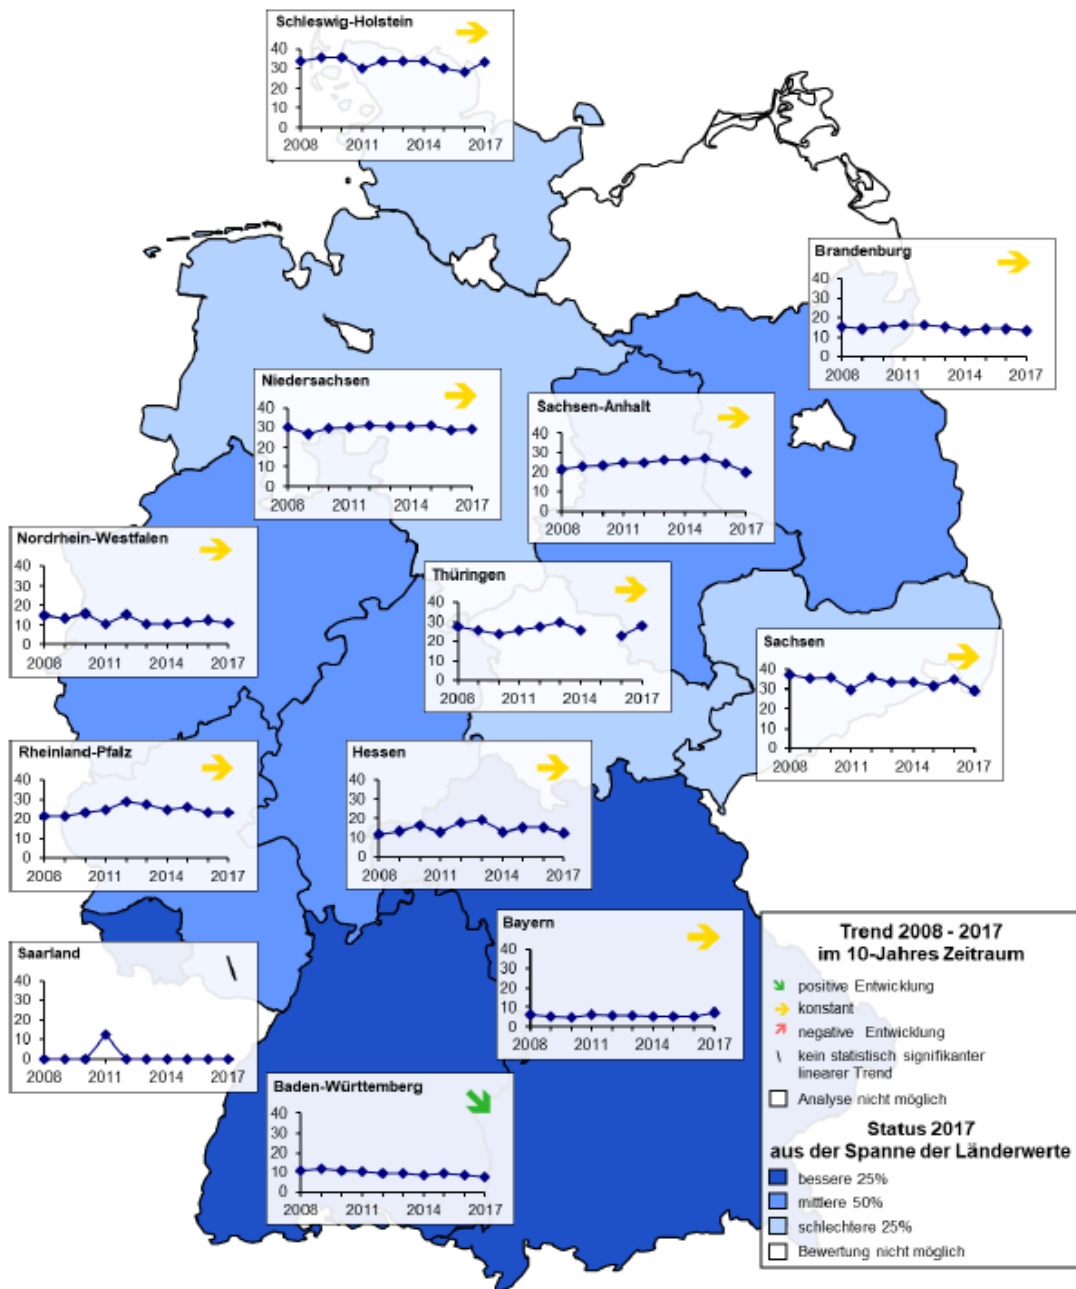 Schleswig-Holstein
40
30
20
10
0
2008 2011 2014 2017
Brandenburg
40
30
20
10
0
2008 2011 2014 2017
Niedersachsen
40
30
20
10
0
2008 2011 2014 2017
Sachsen-Anhalt
40
30
20
10
0
2008 2011 2014 2017
Nordrhein-Westfalen
40
30
20
10
0
2008 2011 2014 2017
Thüringen
40
30
20
10
0
2008 2011 2014 2017
Sachsen
40
30
20
10
0
2008 2011 2014 2017
Rheinland-Pfalz
40
30
20
10
0
2008 2011 2014 2017
Hessen
40
30
20
10
0
2008 2011 2014 2017
Saarland
40
30
20
10
0
2008 2011 2014 2017
Bayern
40
30
20
10
0
2008 2011 2014 2017
Baden-Württemberg
40
30
20
10
0
2008 2011 2014 2017
Trend 2008 - 2017
im 10-Jahres Zeitraum
positive Entwicklung
konstant
negative Entwicklung
kein statistisch signifikanter
linearer Trend
Analyse nicht möglich
Status 2017
aus der Spanne der Länderwerte
bessere 25%
mittlere 50%
schlechtere 25%
Bewertung nicht möglich